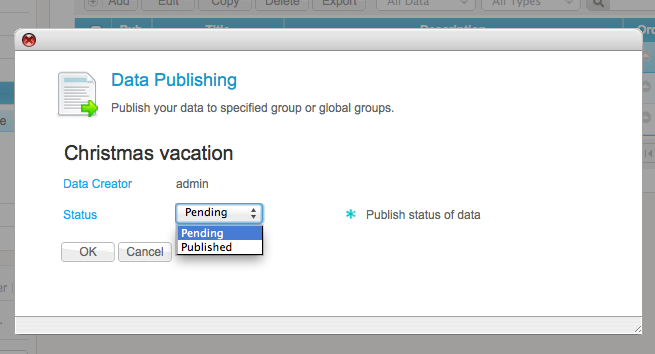 Add Edit Copy Delete Export All Data All Types
Pub Title Description Ord
Data Publishing
Publish your data to specified group or global groups.
Christmas vacation
Data Creator admin
Status Pending * Publish status of data
Pending
Published
OK Cancel